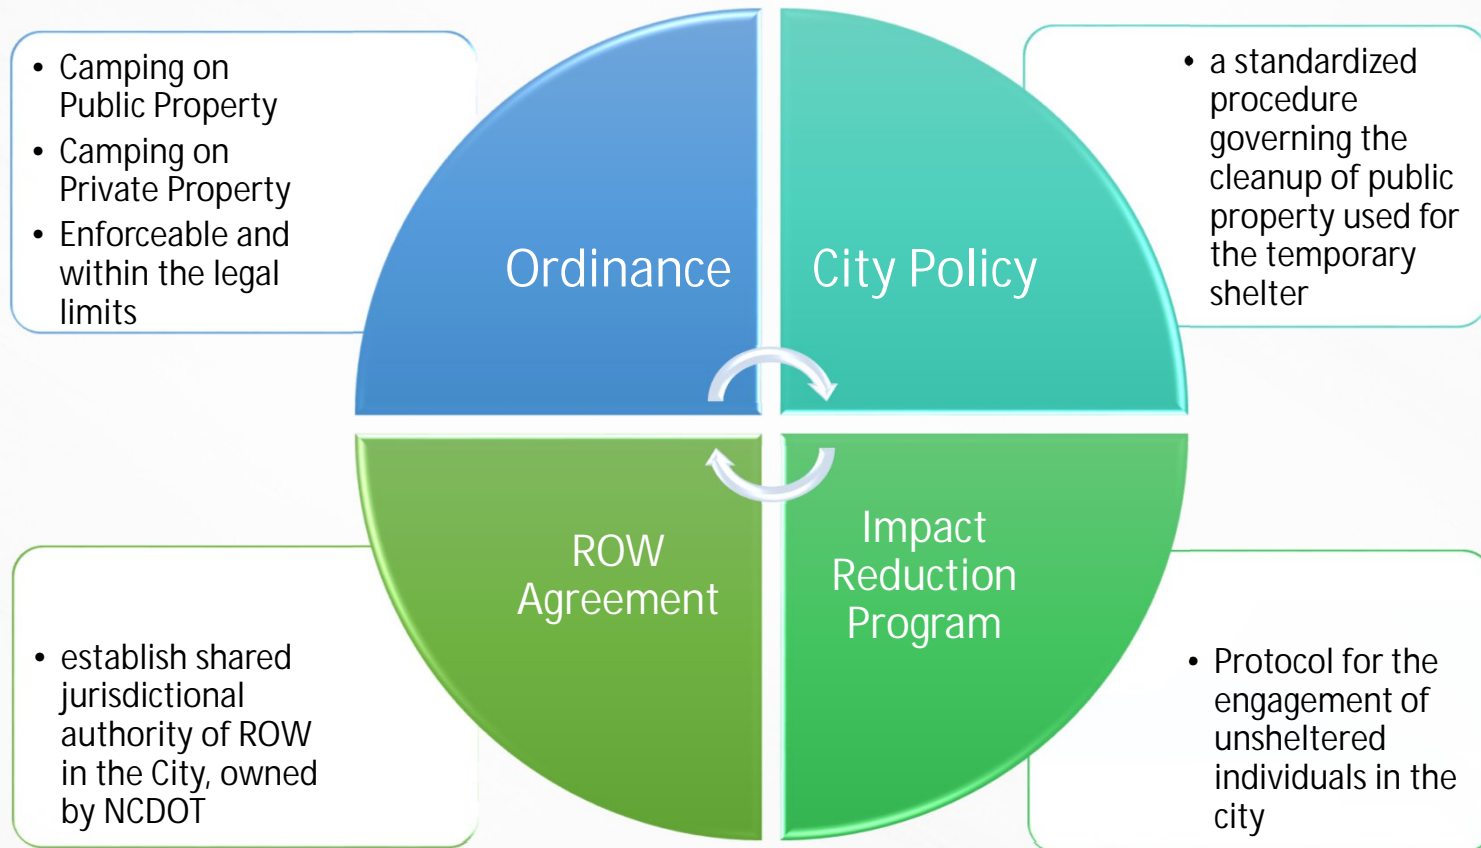 • Camping on
Public Property
• Camping on
Private Property
• Enforceable and
within the legal
limits
Ordinance
City Policy
• a standardized
procedure
governing the
cleanup of public
property used for
the temporary
shelter
ROW
Agreement
• establish shared
jurisdictional
authority of ROW
in the City, owned
by NCDOT
Impact
Reduction
Program
• Protocol for the
engagement of
unsheltered
individuals in the
city